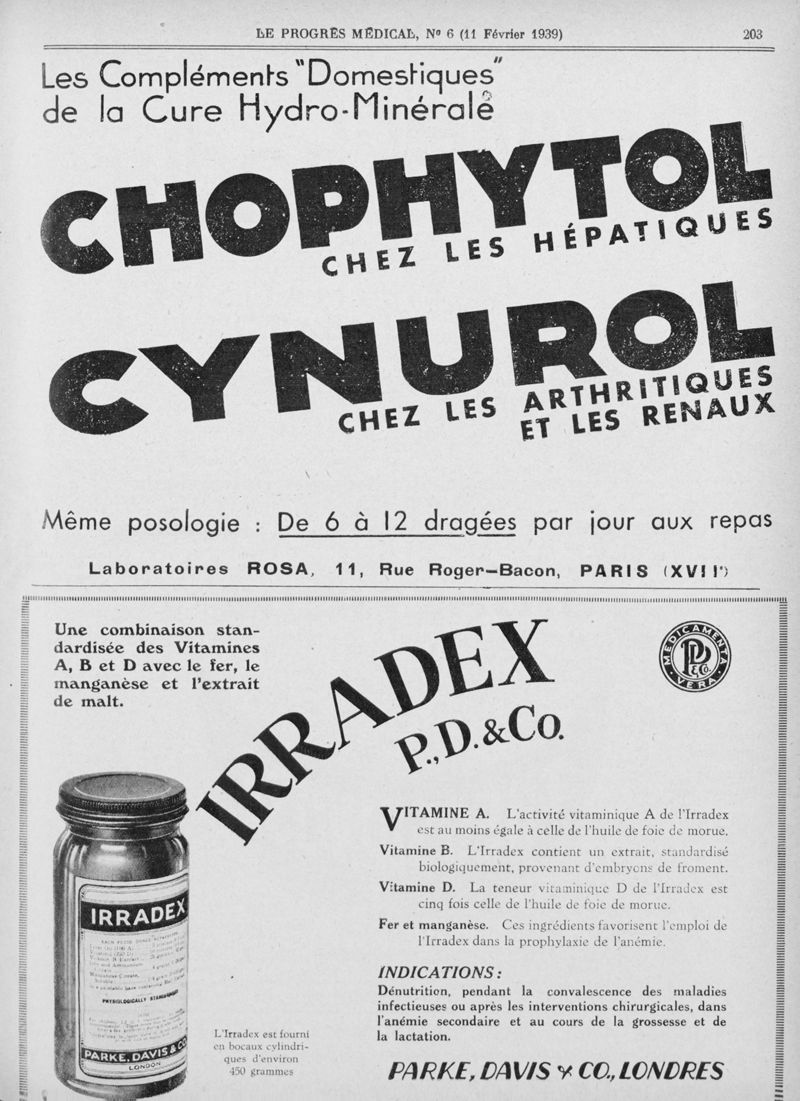 LE PROGRÈS MÉDICAL, Nº 6 (11 Février 1939)
203
Les Compléments "Domestiques"
de la Cure Hydro-Minérale
CHOPHYTOL
CHEZ LES HÉPATIQUES
CYNUROL
CHEZ LES ARTHRITIQUES
ET LES RENAUX
Même posologie : De 6 à 12 dragées par jour aux repas
Laboratoires ROSA, 11, Rue Roger-Bacon, PARIS (XVIIᵉ)
Une combinaison stan-
dardisée des Vitamines
A, B et D avec le fer, le
manganèse et l'extrait
de malt.
IRRADEX
P., D. & Co.
MEDICAMENTA
P D & Co.
VERA
VITAMINE A. L'activité vitaminique A de l'Irradex
est au moins égale à celle de l'huile de foie de morue.
Vitamine B. L'Irradex contient un extrait, standardisé
biologiquement, provenant d'embryons de froment.
Vitamine D. La teneur vitaminique D de l'Irradex est
cinq fois celle de l'huile de foie de morue.
Fer et manganèse. Ces ingrédients favorisent l'emploi de
l'Irradex dans la prophylaxie de l'anémie.
INDICATIONS :
Dénutrition, pendant la convalescence des maladies
infectieuses ou après les interventions chirurgicales, dans
l'anémie secondaire et au cours de la grossesse et de
la lactation.
PARKE, DAVIS & CO., LONDRES
IRRADEX
EACH FLUID OUNCE REPRESENTS
PHYSIOLOGICALLY STANDARDISED
PARKE, DAVIS & CO
LONDON
L'Irradex est fourni
en bocaux cylindri-
ques d'environ
450 grammes